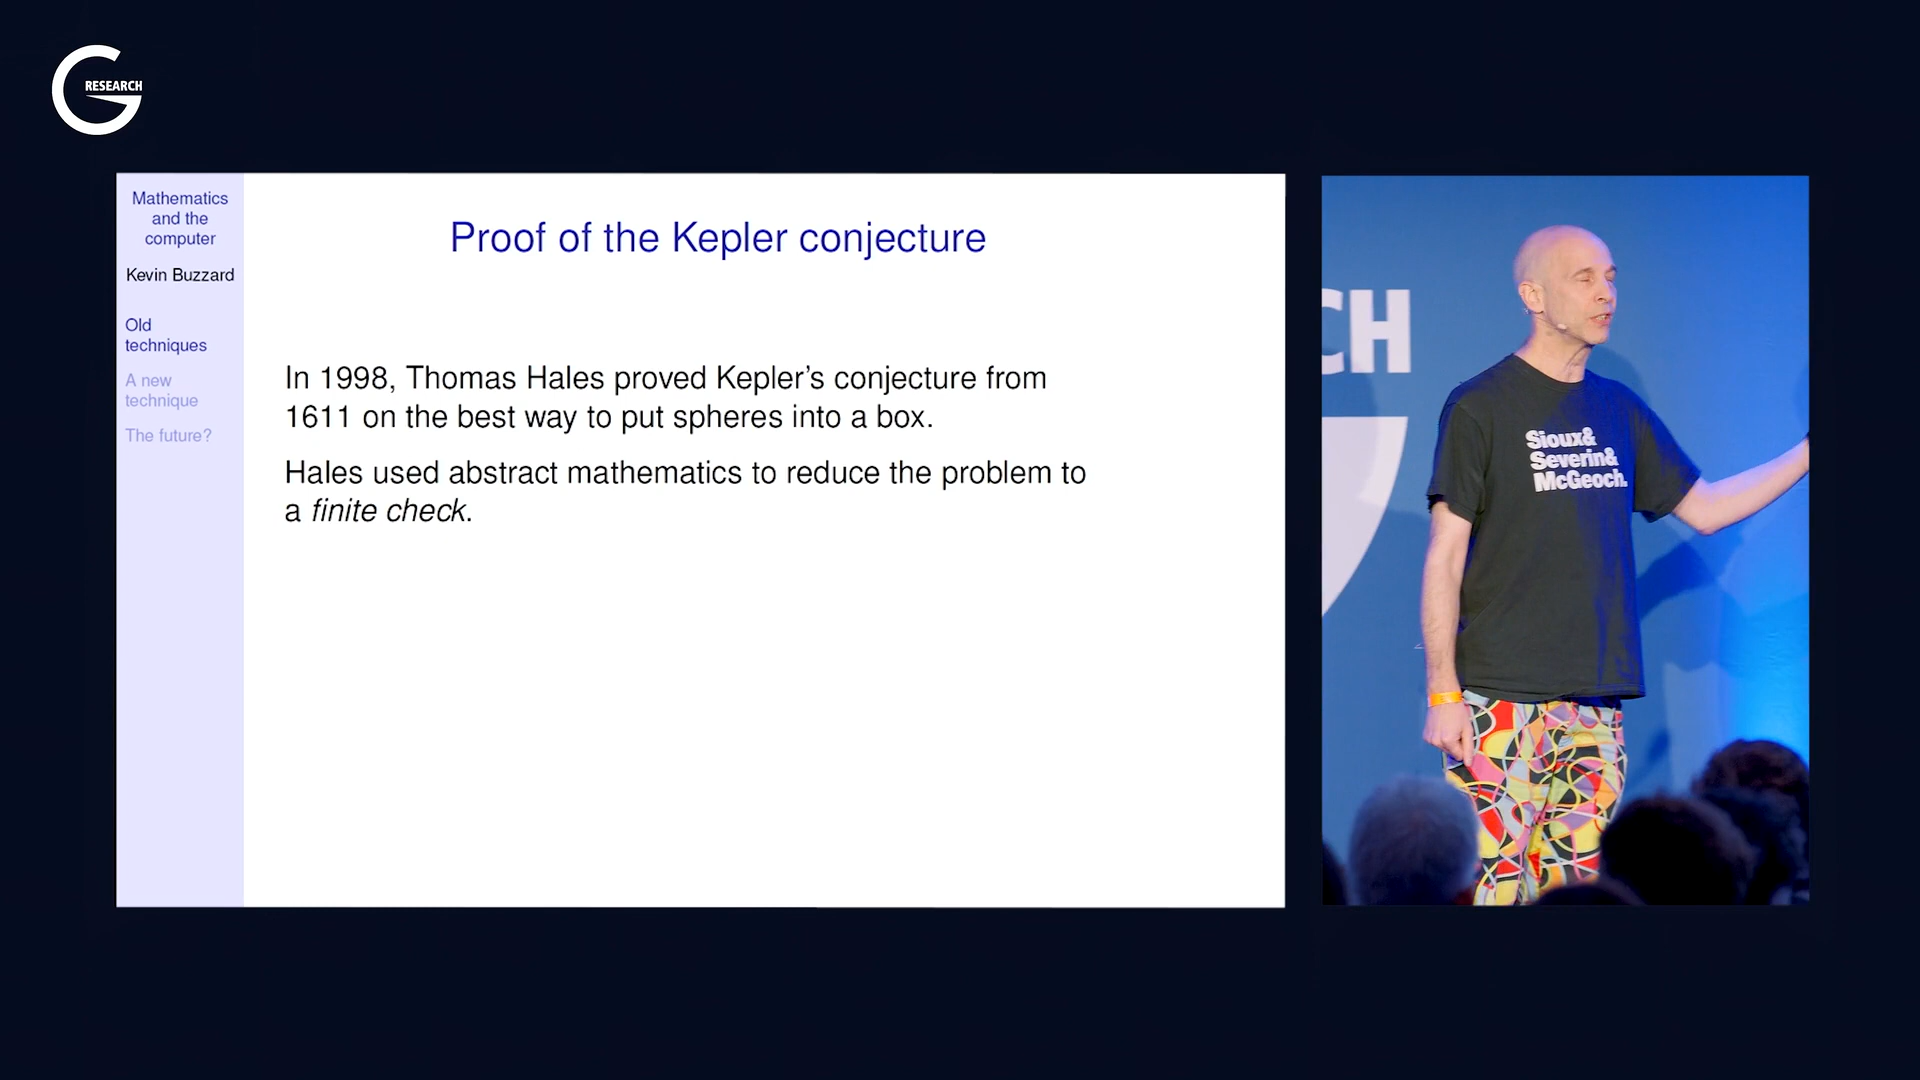 RESEARCH
Mathematics
and the
computer
Kevin Buzzard
Old
techniques
A new
technique
The future?
Proof of the Kepler conjecture
In 1998, Thomas Hales proved Kepler's conjecture from
1611 on the best way to put spheres into a box.
Hales used abstract mathematics to reduce the problem to
a finite check.
CH
Sioux&
Severin&
McGeoch.